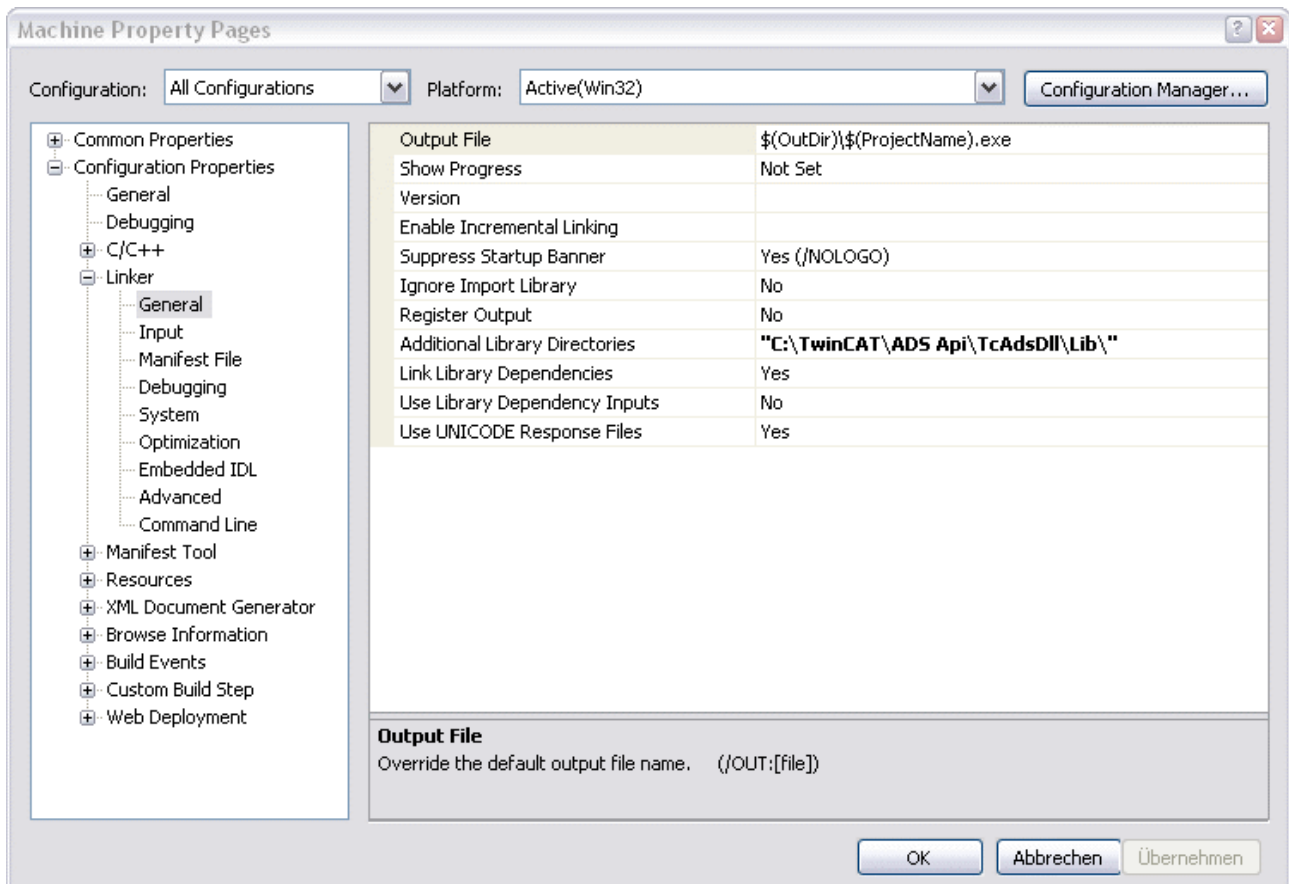 Machine Property Pages
Configuration: All Configurations Platform: Active(Win32) Configuration Manager...
Common Properties
Configuration Properties
General
Debugging
C/C++
Linker
General
Input
Manifest File
Debugging
System
Optimization
Embedded IDL
Advanced
Command Line
Manifest Tool
Resources
XML Document Generator
Browse Information
Build Events
Custom Build Step
Web Deployment
Output File $(OutDir)\$(ProjectName).exe
Show Progress Not Set
Version
Enable Incremental Linking
Suppress Startup Banner Yes (/NOLOGO)
Ignore Import Library No
Register Output No
Additional Library Directories "C:\TwinCAT\ADS Api\TcAdsDll\Lib\"
Link Library Dependencies Yes
Use Library Dependency Inputs No
Use UNICODE Response Files Yes
Output File
Override the default output file name. (/OUT:[file])
OK Abbrechen Übernehmen